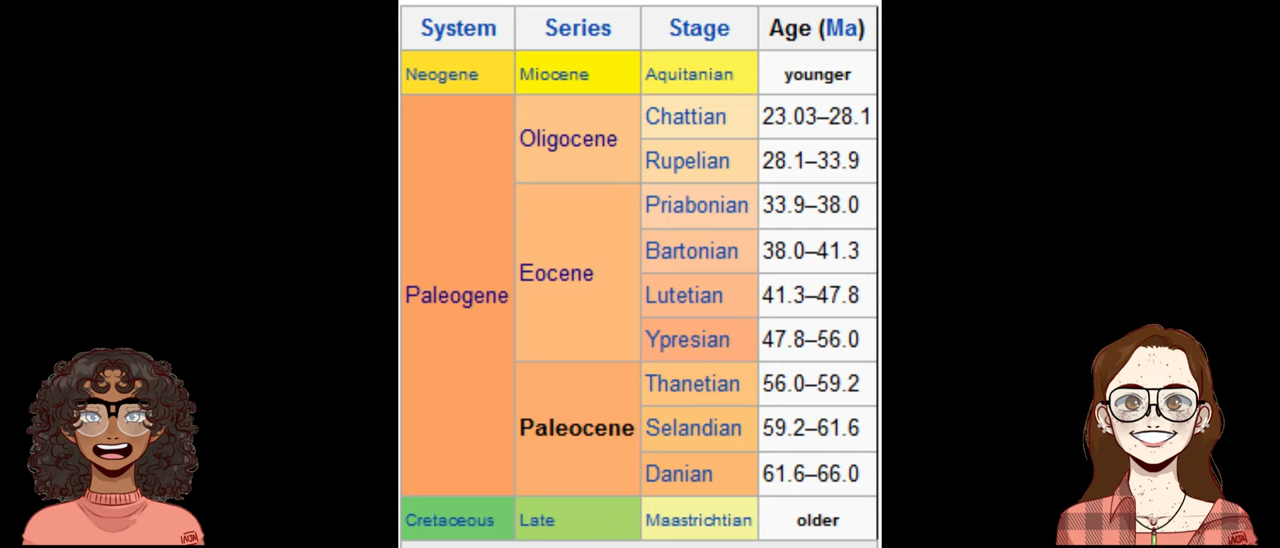 System Series Stage Age (Ma)
Neogene Miocene Aquitanian younger
Paleogene Oligocene Chattian 23.03–28.1
Rupelian 28.1–33.9
Eocene Priabonian 33.9–38.0
Bartonian 38.0–41.3
Lutetian 41.3–47.8
Ypresian 47.8–56.0
Paleocene Thanetian 56.0–59.2
Selandian 59.2–61.6
Danian 61.6–66.0
Cretaceous Late Maastrichtian older